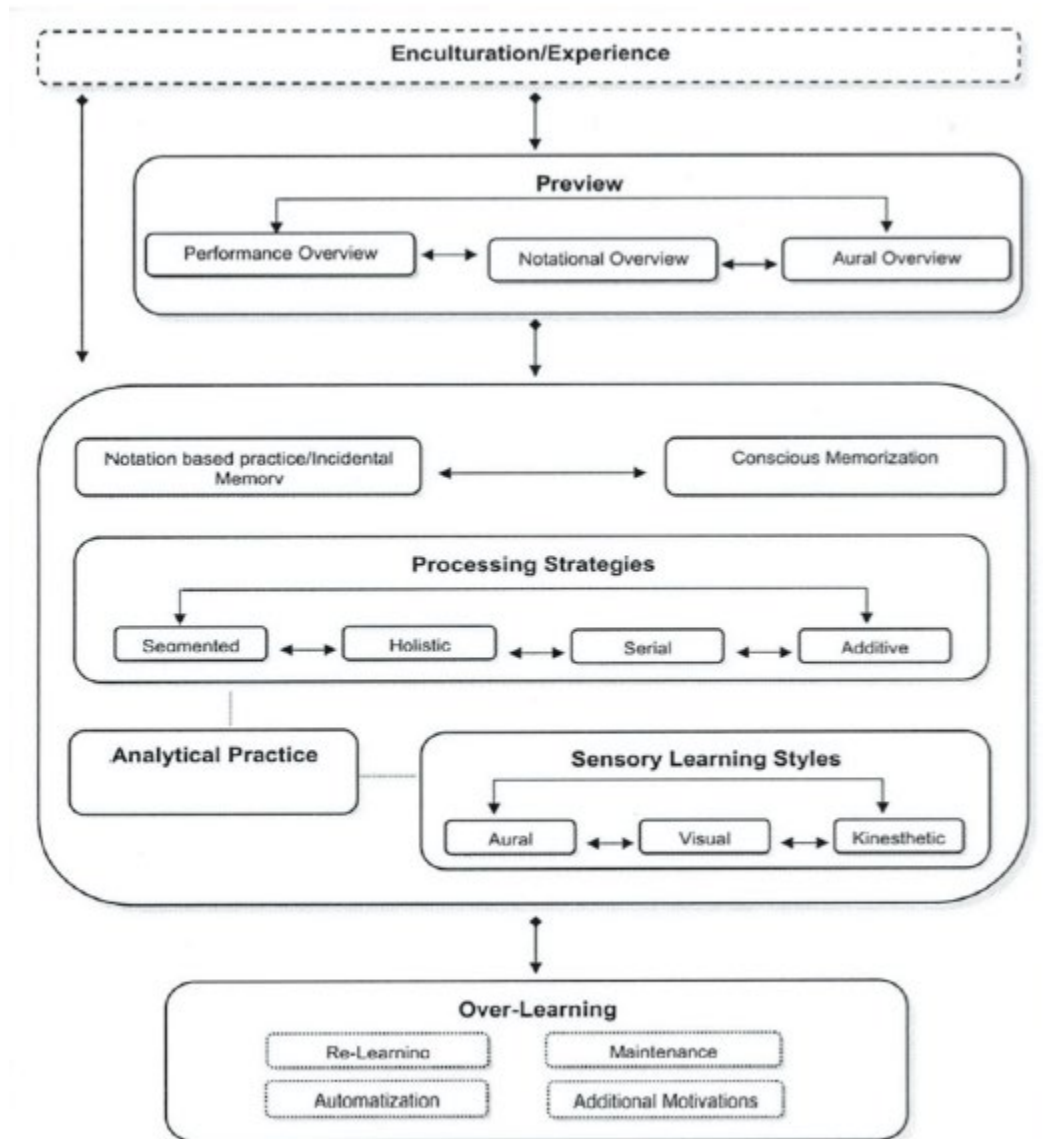 Enculturation/Experience
Preview
Performance Overview
Notational Overview
Aural Overview
Notation based practice/Incidental
Memory
Conscious Memorization
Processing Strategies
Segmented
Holistic
Serial
Additive
Analytical Practice
Sensory Learning Styles
Aural
Visual
Kinesthetic
Over-Learning
Re-Learning
Maintenance
Automatization
Additional Motivations